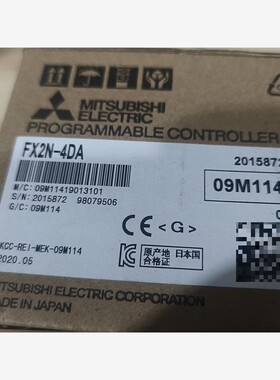 MITSUBISHI
ELECTRIC
PROGRAMMABLE CONTROLLER
FX2N-4DA
2015872
M/C: 09M11419013101
S/N: 2015872 98079506
G/C: 09M114
09M114
CE <G>
KCC-REI-MEK-09M114
2020.05
原产地 日本国
合格证
MITSUBISHI ELECTRIC CORPORATION
MADE IN JAPAN